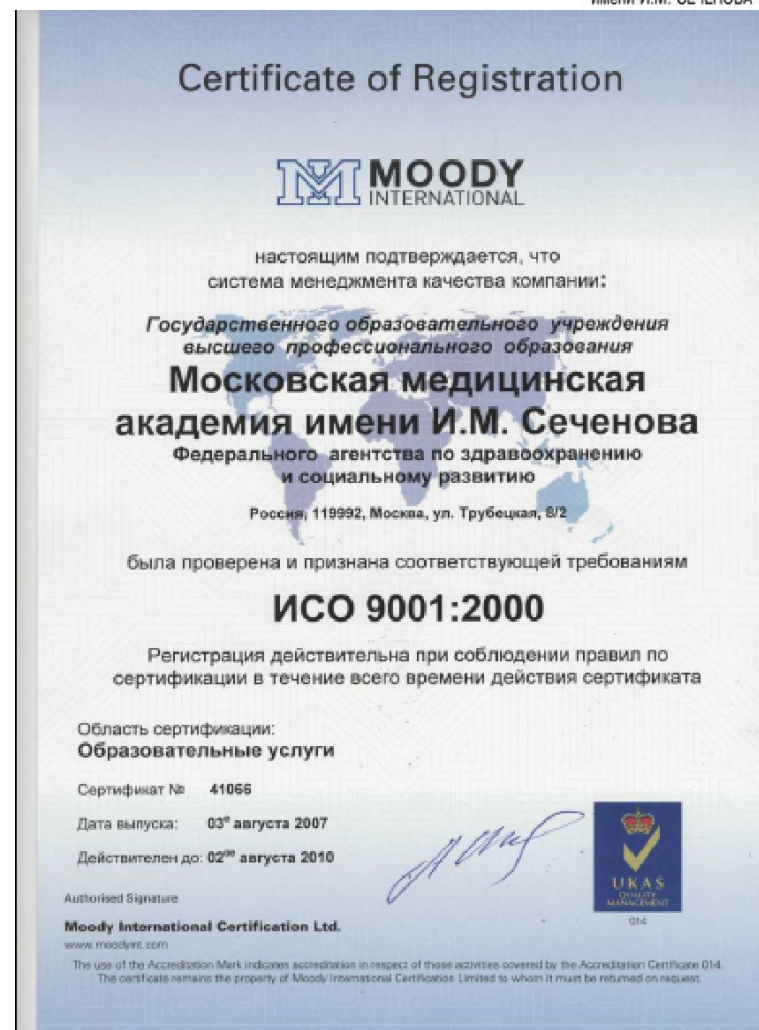 имени И.М. СЕЧЕНОВА
Certificate of Registration
MOODY
INTERNATIONAL
настоящим подтверждается, что
система менеджмента качества компании:
Государственного образовательного учреждения
высшего профессионального образования
Московская медицинская
академия имени И.М. Сеченова
Федерального агентства по здравоохранению
и социальному развитию
Россия, 119992, Москва, ул. Трубецкая, 8/2
была проверена и признана соответствующей требованиям
ИСО 9001:2000
Регистрация действительна при соблюдении правил по
сертификации в течение всего времени действия сертификата
Область сертификации:
Образовательные услуги
Сертификат № 41066
Дата выпуска: 03е августа 2007
Действителен до: 02ое августа 2010
Authorised Signature
UKAS
QUALITY
MANAGEMENT
014
Moody International Certification Ltd.
www.moodyint.com
The use of the Accreditation Mark indicates accreditation in respect of those activities covered by the Accreditation Certificate 014.
The certificate remains the property of Moody International Certification Limited to whom it must be returned on request.